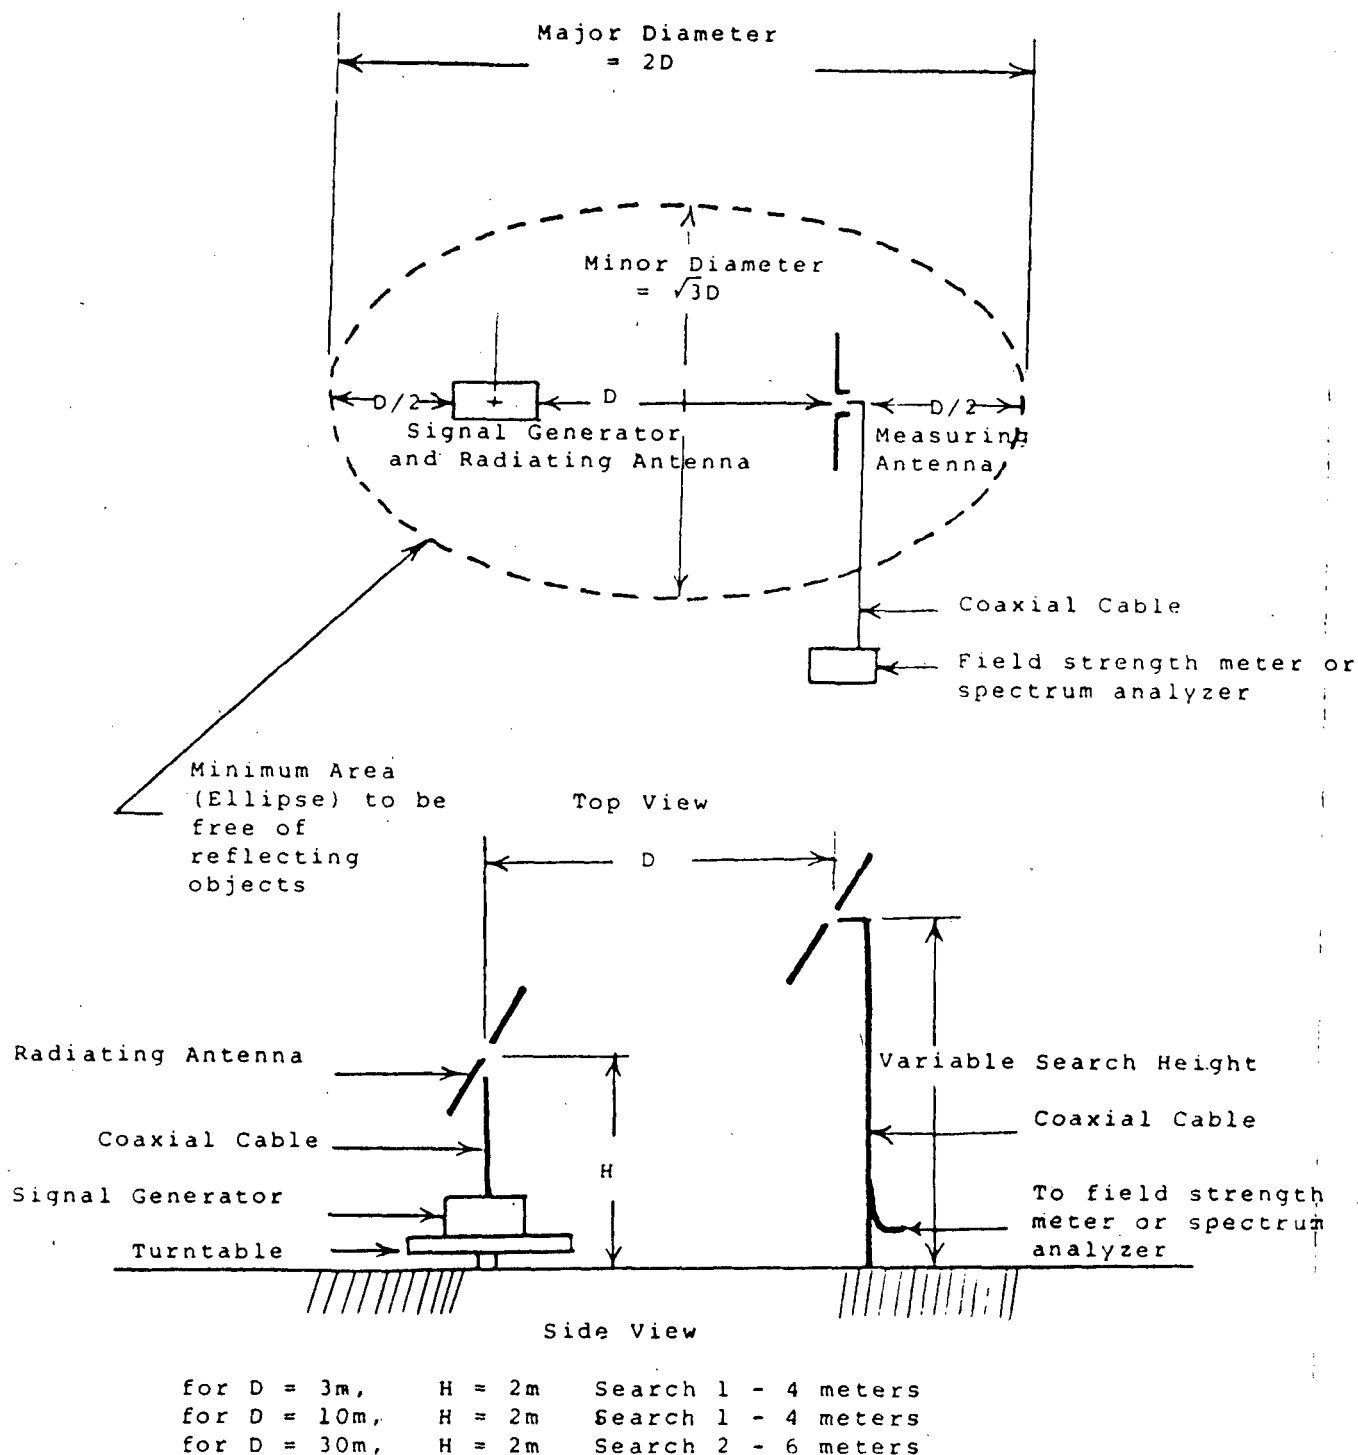 Major Diameter
= 2D
Minor Diameter
= √3D
D/2
D
D/2
Signal Generator
and Radiating Antenna
Measuring
Antenna
Coaxial Cable
Field strength meter or
spectrum analyzer
Minimum Area
(Ellipse) to be
free of
reflecting
objects
Top View
D
Radiating Antenna
Variable Search Height
Coaxial Cable
Coaxial Cable
H
Signal Generator
To field strength
meter or spectrum
analyzer
Turntable
Side View
for D = 3m, H = 2m Search 1 - 4 meters
for D = 10m, H = 2m Search 1 - 4 meters
for D = 30m, H = 2m Search 2 - 6 meters